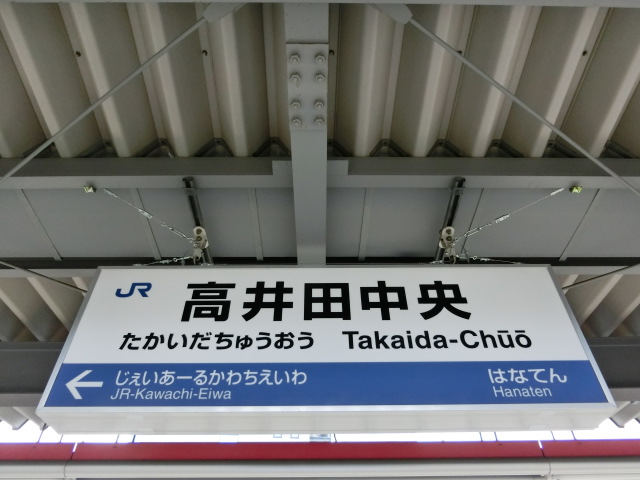 JR 高井田中央
たかいだちゅうおう Takaida-Chūō
← じぇいあーるかわちえいわ はなてん
JR-Kawachi-Eiwa Hanaten